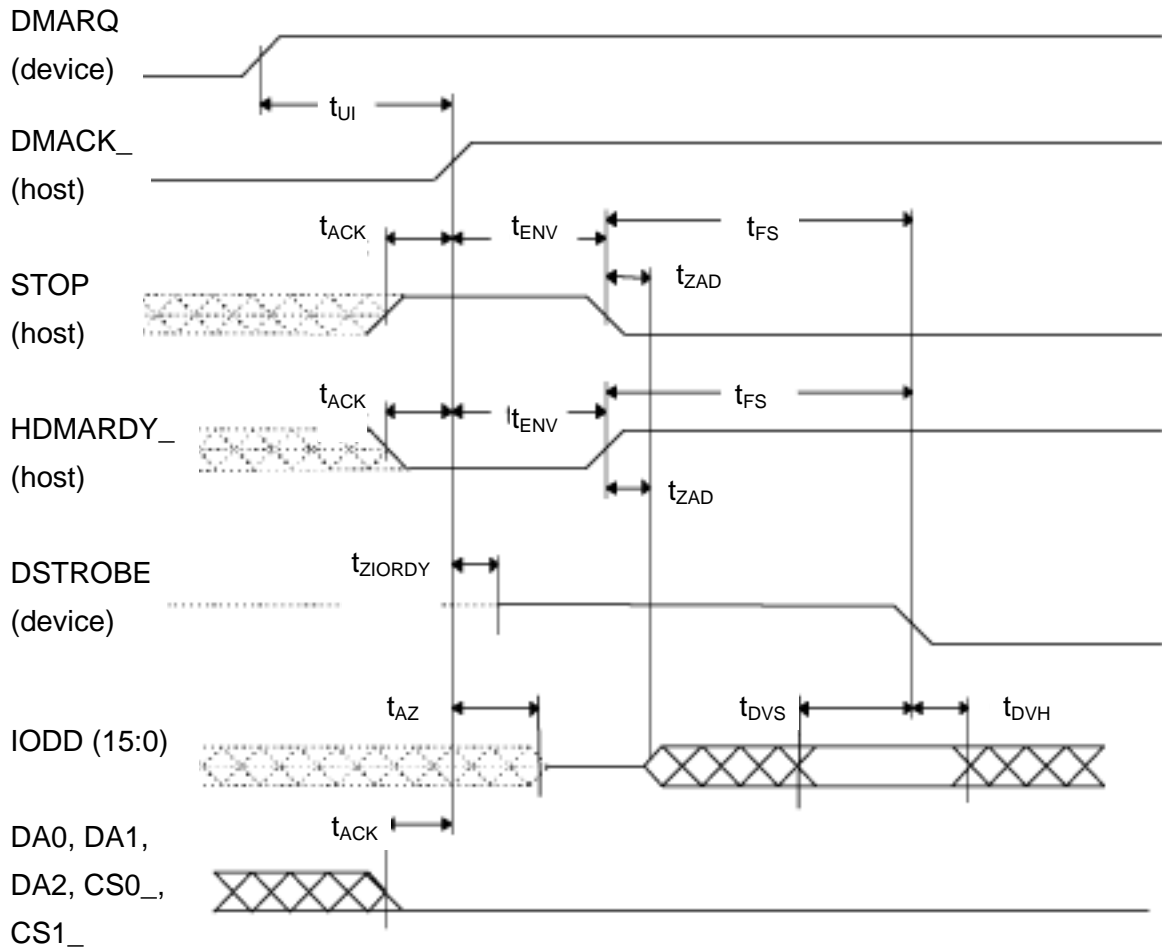 DMARQ
(device)
tUI
DMACK_
(host)
tACK
tENV
tFS
tZAD
STOP
(host)
tACK
tENV
tFS
HDMARDY_
(host)
tZAD
tZIORDY
DSTROBE
(device)
tAZ
tDVS
tDVH
IODD (15:0)
tACK
DA0, DA1,
DA2, CS0_,
CS1_